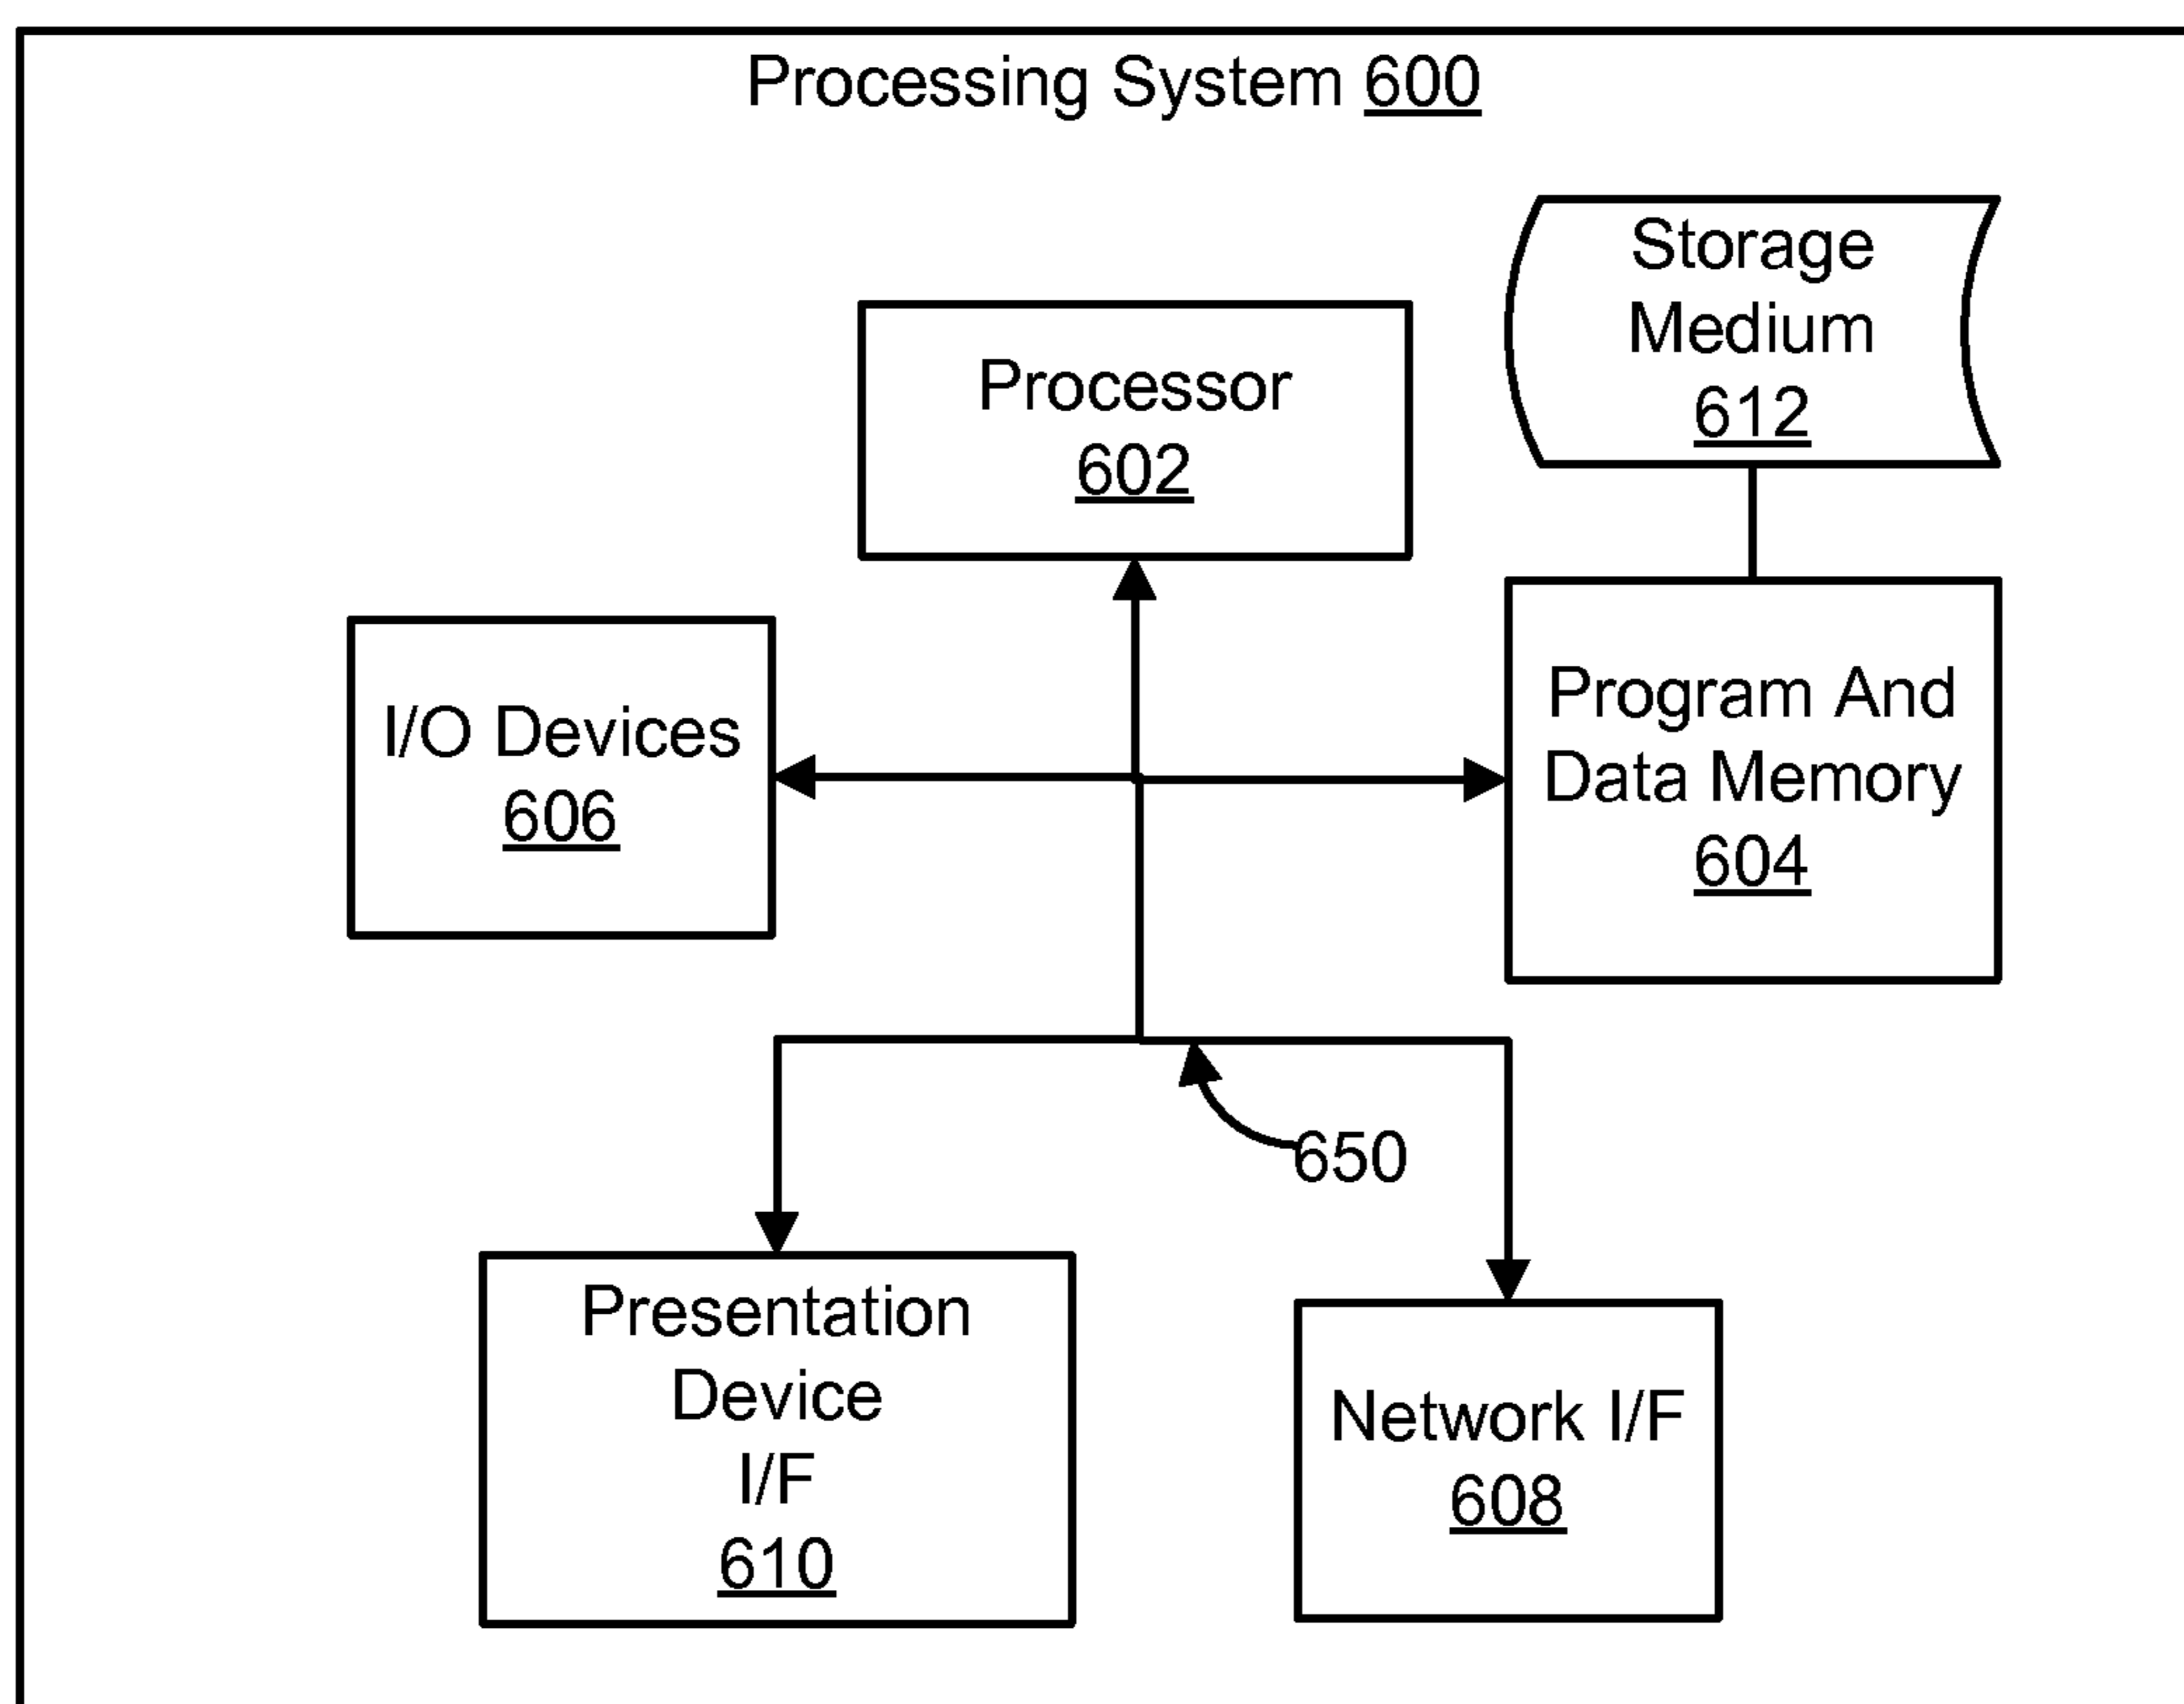 Processing System 600
Storage
Medium
612
Processor
602
I/O Devices
606
Program And
Data Memory
604
650
Presentation
Device
I/F
610
Network I/F
608